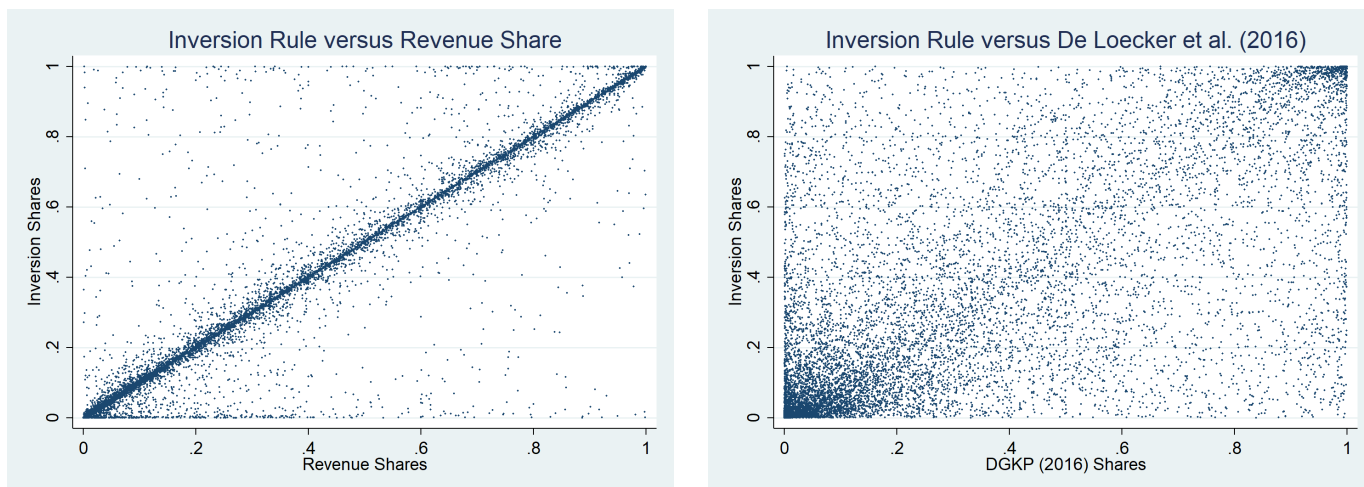 Inversion Rule versus Revenue Share
Inversion Shares
1
.8
.6
.4
.2
0
0 .2 .4 .6 .8 1
Revenue Shares
Inversion Rule versus De Loecker et al. (2016)
Inversion Shares
1
.8
.6
.4
.2
0
0 .2 .4 .6 .8 1
DGKP (2016) Shares